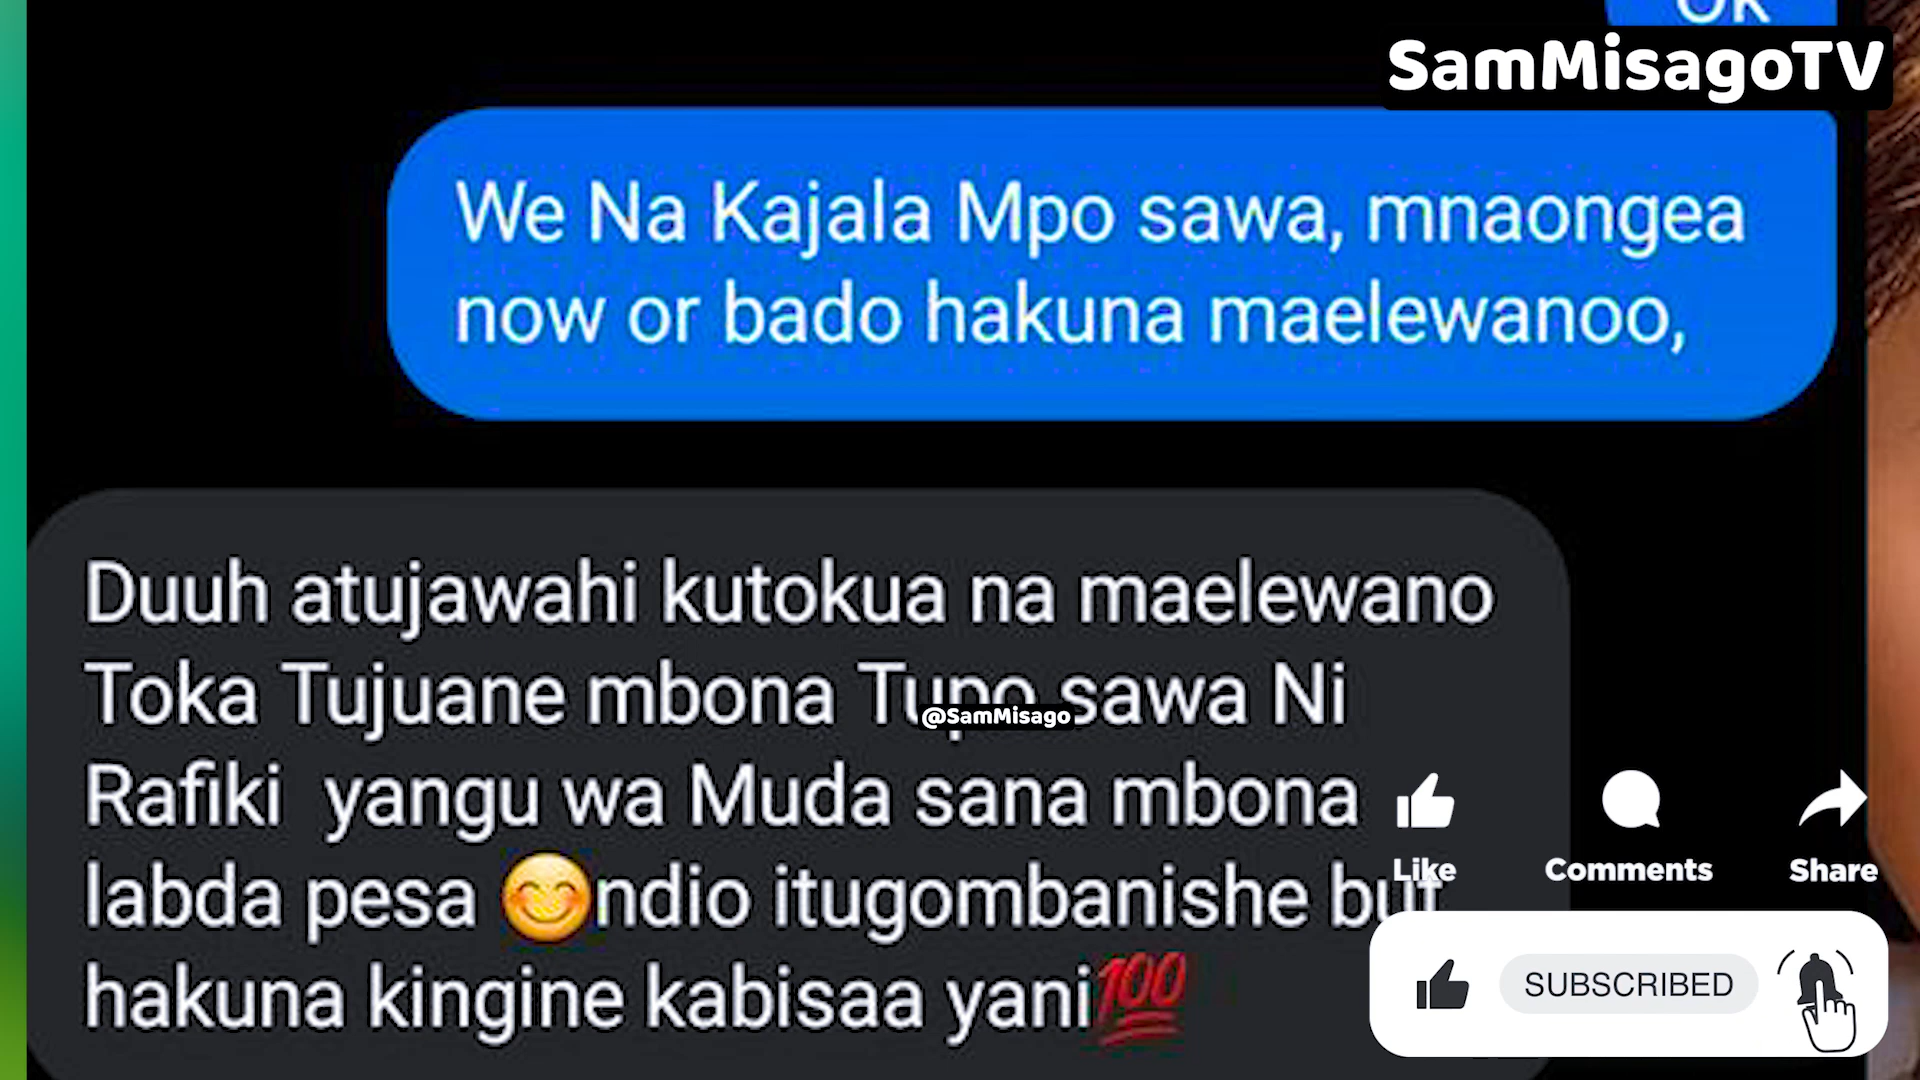 OK
SamMisagoTV
We Na Kajala Mpo sawa, mnaongea
now or bado hakuna maelewanoo,
Duuh atujawahi kutokua na maelewano
Toka Tujuane mbona Tupo sawa Ni
@SamMisago
Rafiki yangu wa Muda sana mbona
labda pesa 😊ndio itugombanishe but
hakuna kingine kabisaa yani💯
Like
Comments
Share
SUBSCRIBED